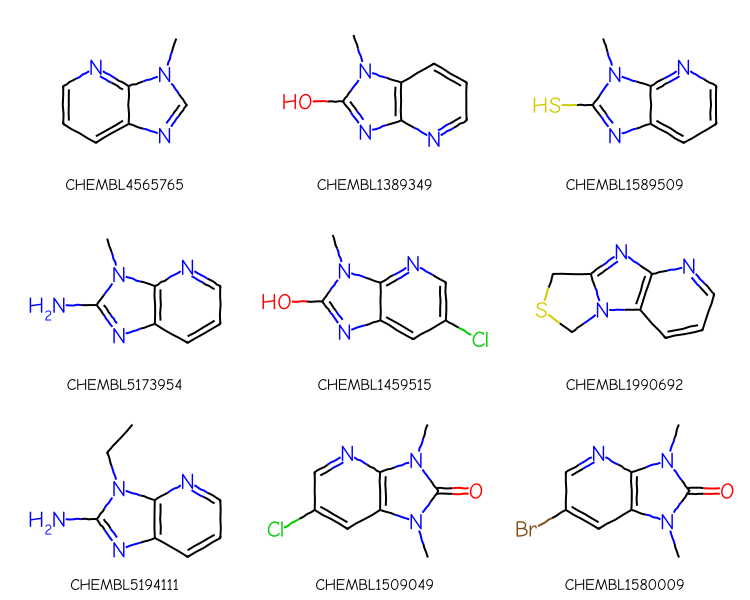 N N N
CHEMBL4565765
HO N N N
CHEMBL1389349
HS N N N
CHEMBL1589509
H2N N N N
CHEMBL5173954
HO N N N Cl
CHEMBL1459515
S N N N
CHEMBL1990692
H2N N N N
CHEMBL5194111
Cl N N N O
CHEMBL1509049
Br N N N O
CHEMBL1580009